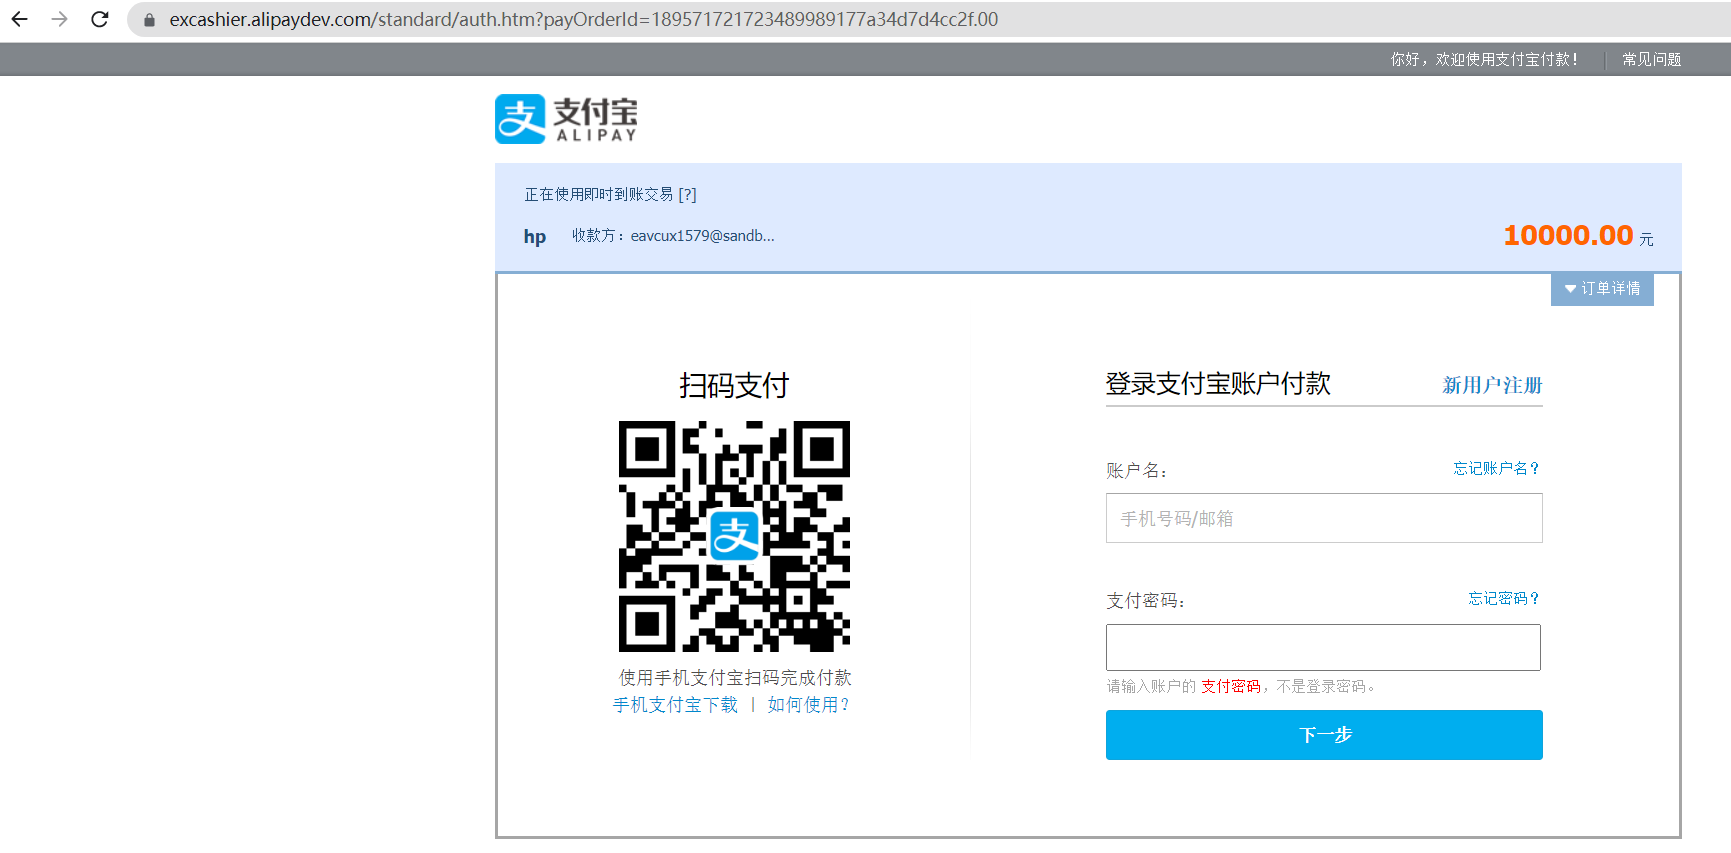 excashier.alipaydev.com/standard/auth.htm?payOrderId=189571721723489989177a34d7d4cc2f.00
你好，欢迎使用支付宝付款！
常见问题
支 支付宝
ALIPAY
正在使用即时到账交易 [?]
hp 收款方：eavcux1579@sandb...
10000.00 元
订单详情
扫码支付
支
使用手机支付宝扫码完成付款
手机支付宝下载 | 如何使用？
登录支付宝账户付款 新用户注册
账户名： 忘记账户名？
手机号码/邮箱
支付密码： 忘记密码？
请输入账户的 支付密码，不是登录密码。
下一步